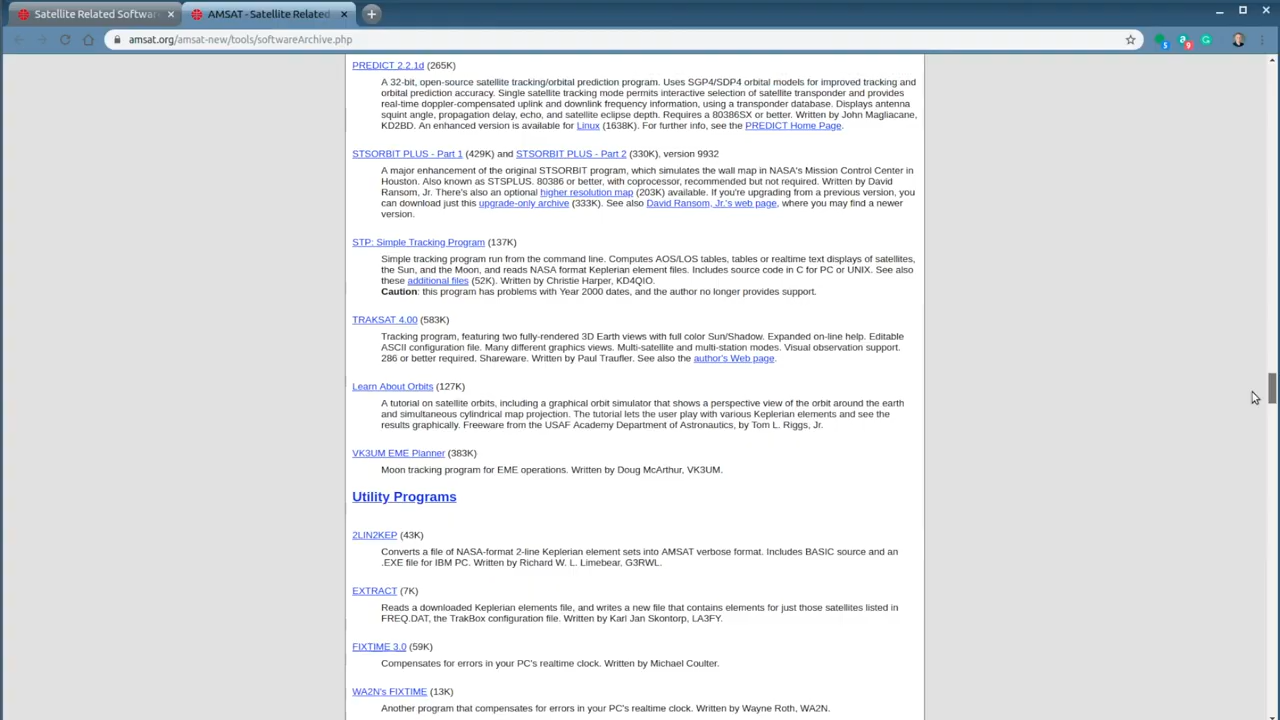 Satellite Related Softwar
AMSAT - Satellite Related
amsat.org/amsat-new/tools/softwareArchive.php
5
9
PREDICT 2.2.1d (265K)
A 32-bit, open-source satellite tracking/orbital prediction program. Uses SGP4/SDP4 orbital models for improved tracking and
orbital prediction accuracy. Single satellite tracking mode permits interactive selection of satellite transponder and provides
real-time doppler-compensated uplink and downlink frequency information, using a transponder database. Displays antenna
squint angle, propagation delay, echo, and satellite eclipse depth. Requires a 80386SX or better. Written by John Magliacane,
KD2BD. An enhanced version is available for Linux (1638K). For further info, see the PREDICT Home Page.
STSORBIT PLUS - Part 1 (429K) and STSORBIT PLUS - Part 2 (330K), version 9932
A major enhancement of the original STSORBIT program, which simulates the wall map in NASA's Mission Control Center in
Houston. Also known as STSPLUS. 80386 or better, with coprocessor, recommended but not required. Written by David
Ransom, Jr. There's also an optional higher resolution map (203K) available. If you're upgrading from a previous version, you
can download just this upgrade-only archive (333K). See also David Ransom, Jr.'s web page, where you may find a newer
version.
STP: Simple Tracking Program (137K)
Simple tracking program run from the command line. Computes AOS/LOS tables, tables or realtime text displays of satellites,
the Sun, and the Moon, and reads NASA format Keplerian element files. Includes source code in C for PC or UNIX. See also
these additional files (52K). Written by Christie Harper, KD4QIO.
Caution: this program has problems with Year 2000 dates, and the author no longer provides support.
TRAKSAT 4.00 (583K)
Tracking program, featuring two fully-rendered 3D Earth views with full color Sun/Shadow. Expanded on-line help. Editable
ASCII configuration file. Many different graphics views. Multi-satellite and multi-station modes. Visual observation support.
286 or better required. Shareware. Written by Paul Traufler. See also the author's Web page.
Learn About Orbits (127K)
A tutorial on satellite orbits, including a graphical orbit simulator that shows a perspective view of the orbit around the earth
and simultaneous cylindrical map projection. The tutorial lets the user play with various Keplerian elements and see the
results graphically. Freeware from the USAF Academy Department of Astronautics, by Tom L. Riggs, Jr.
VK3UM EME Planner (383K)
Moon tracking program for EME operations. Written by Doug McArthur, VK3UM.
Utility Programs
2LIN2KEP (43K)
Converts a file of NASA-format 2-line Keplerian element sets into AMSAT verbose format. Includes BASIC source and an
.EXE file for IBM PC. Written by Richard W. L. Limebear, G3RWL.
EXTRACT (7K)
Reads a downloaded Keplerian elements file, and writes a new file that contains elements for just those satellites listed in
FREQ.DAT, the TrakBox configuration file. Written by Karl Jan Skontorp, LA3FY.
FIXTIME 3.0 (59K)
Compensates for errors in your PC's realtime clock. Written by Michael Coulter.
WA2N's FIXTIME (13K)
Another program that compensates for errors in your PC's realtime clock. Written by Wayne Roth, WA2N.